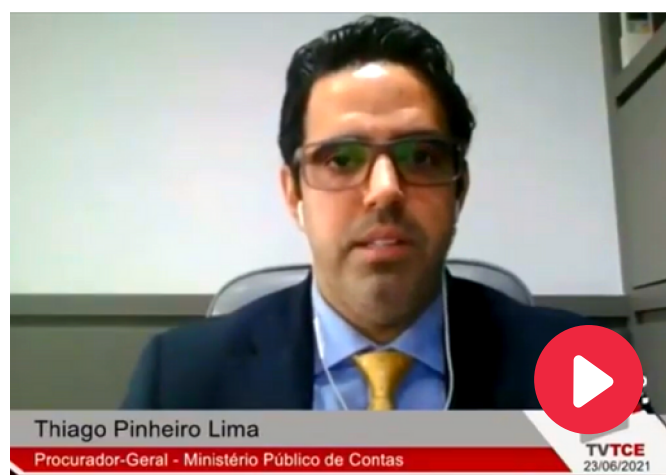 Thiago Pinheiro Lima
Procurador-Geral - Ministério Público de Contas
TVTCE
23/06/2021